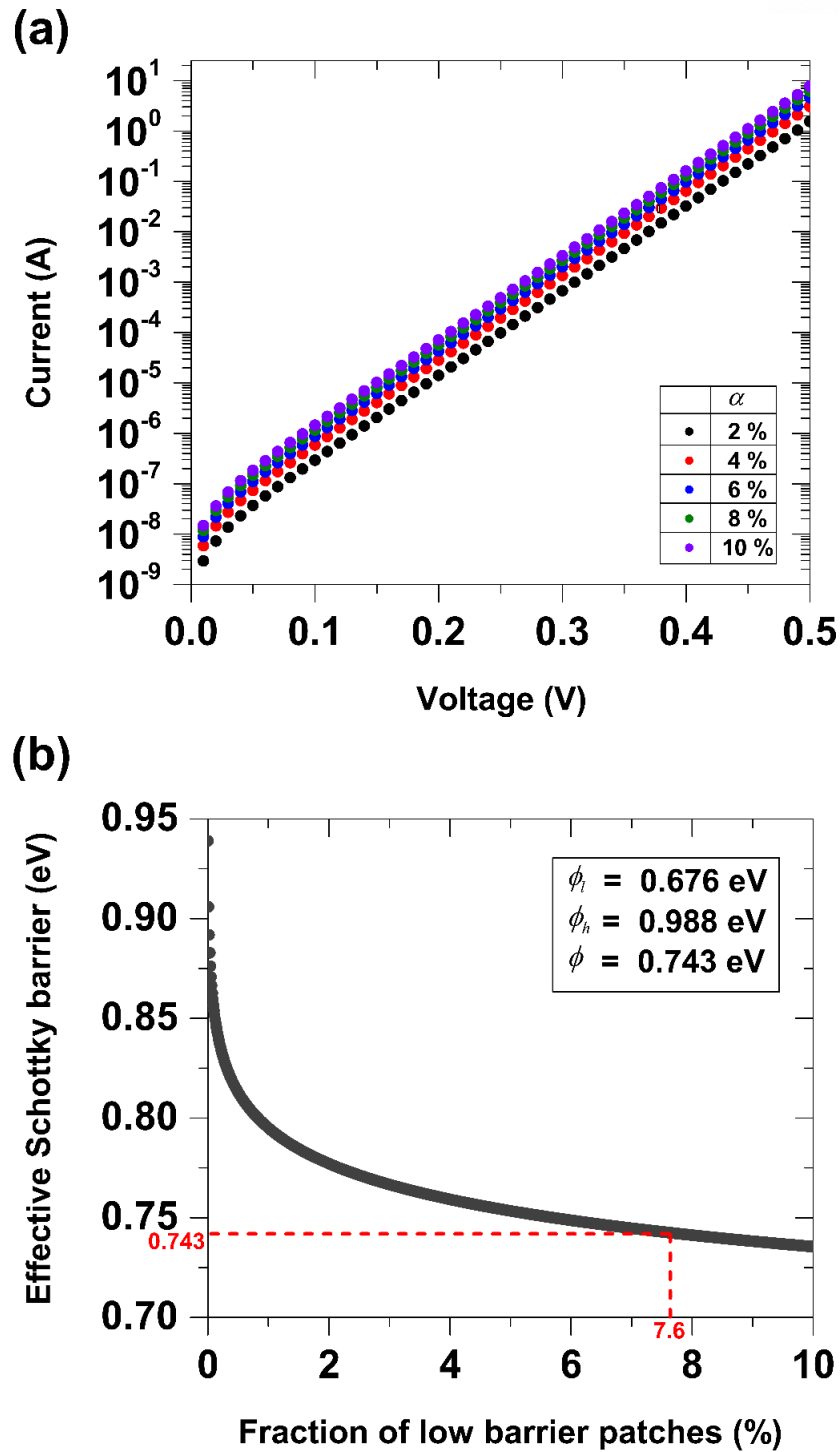 (a)
10¹
10⁰
10⁻¹
10⁻²
10⁻³
10⁻⁴
10⁻⁵
10⁻⁶
10⁻⁷
10⁻⁸
10⁻⁹
Current (A)
α
2 %
4 %
6 %
8 %
10 %
0.0 0.1 0.2 0.3 0.4 0.5
Voltage (V)
(b)
0.95
0.90
0.85
0.80
0.75
0.743
0.70
Effective Schottky barrier (eV)
ϕₗ = 0.676 eV
ϕₕ = 0.988 eV
ϕ = 0.743 eV
7.6
0 2 4 6 8 10
Fraction of low barrier patches (%)